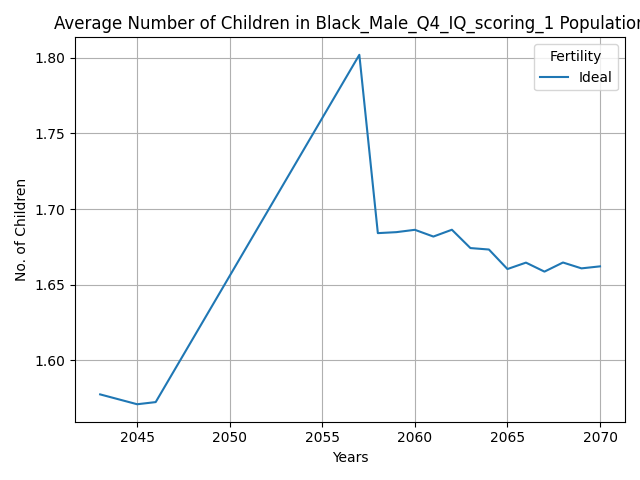 Average Number of Children in Black_Male_Q4_IQ_scoring_1 Population
Fertility
Ideal
No. of Children
1.80
1.75
1.70
1.65
1.60
2045
2050
2055
2060
2065
2070
Years